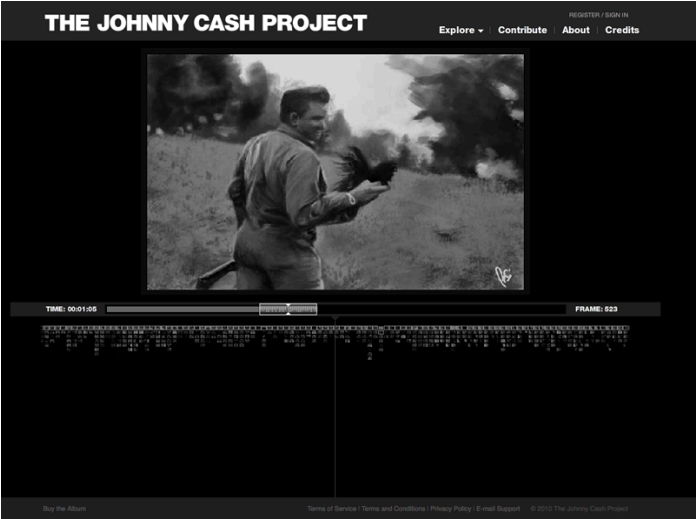 THE JOHNNY CASH PROJECT
REGISTER / SIGN IN
Explore | Contribute | About | Credits
TIME: 00:01:05
FRAME: 523
Buy the Album
Terms of Service | Terms and Conditions | Privacy Policy | E-mail Support © 2010 The Johnny Cash Project